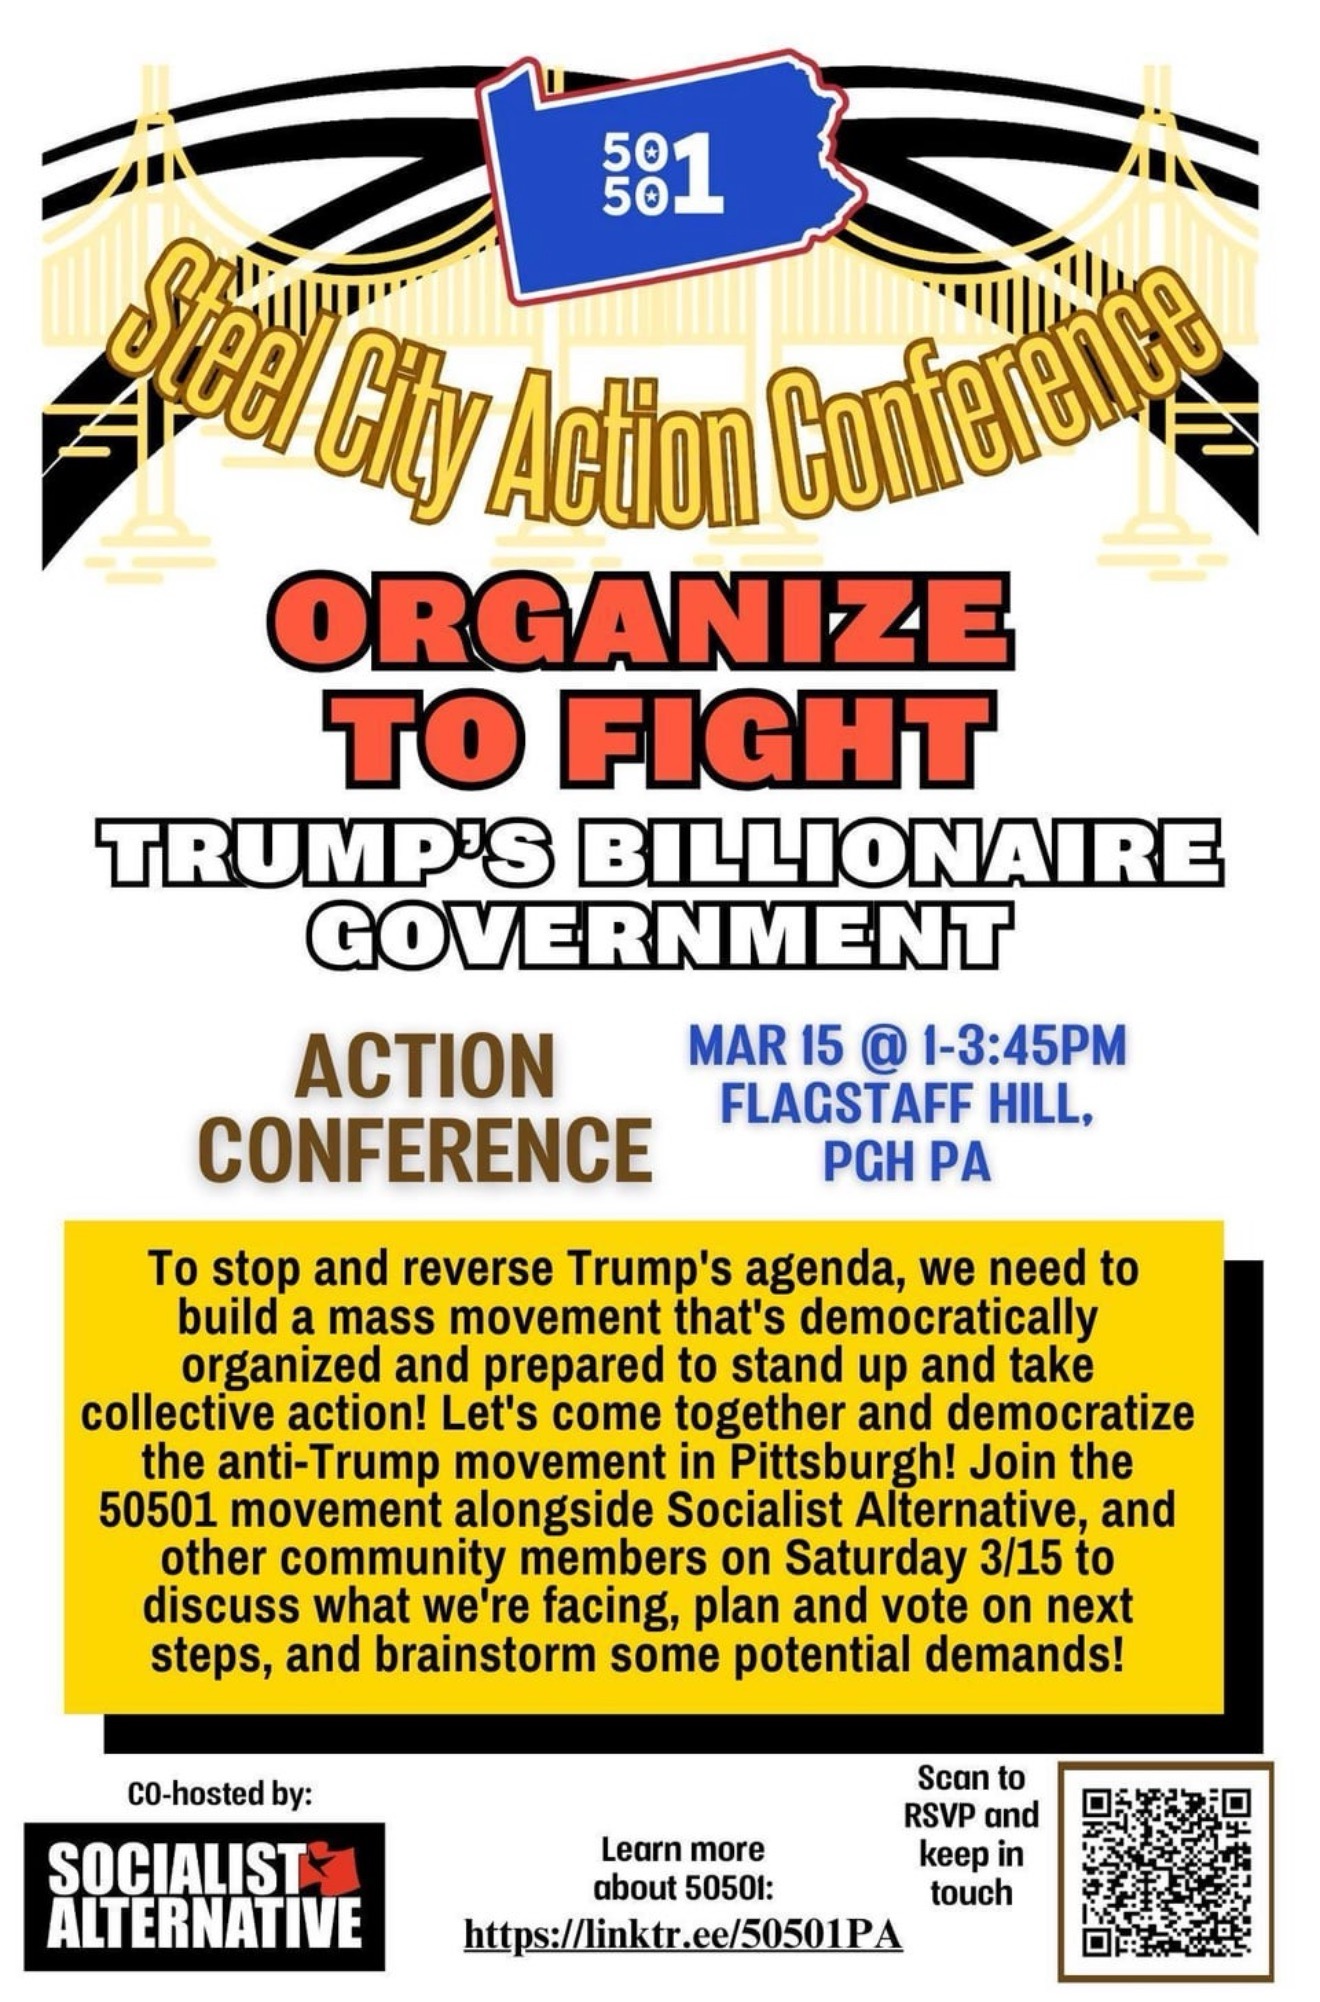 50
501
Steel City Action Conference
ORGANIZE
TO FIGHT
TRUMP'S BILLIONAIRE
GOVERNMENT
ACTION
CONFERENCE
MAR 15 @ 1-3:45PM
FLAGSTAFF HILL,
PGH PA
To stop and reverse Trump's agenda, we need to
build a mass movement that's democratically
organized and prepared to stand up and take
collective action! Let's come together and democratize
the anti-Trump movement in Pittsburgh! Join the
50501 movement alongside Socialist Alternative, and
other community members on Saturday 3/15 to
discuss what we're facing, plan and vote on next
steps, and brainstorm some potential demands!
CO-hosted by:
SOCIALIST
ALTERNATIVE
Learn more
about 50501:
https://linktr.ee/50501PA
Scan to
RSVP and
keep in
touch